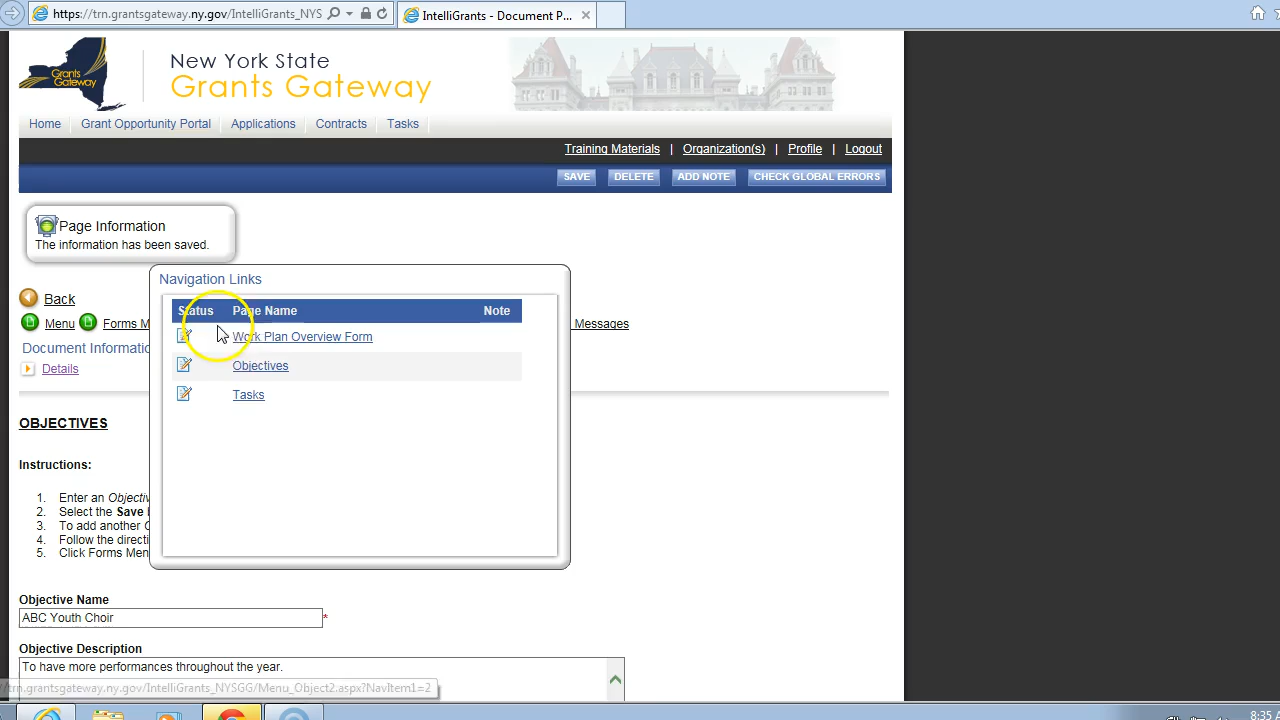 https://trn.grantsgateway.ny.gov/IntelliGrants_NYS
IntelliGrants - Document P...
Grants
Gateway
New York State
Grants Gateway
Home
Grant Opportunity Portal
Applications
Contracts
Tasks
Training Materials | Organization(s) | Profile | Logout
SAVE
DELETE
ADD NOTE
CHECK GLOBAL ERRORS
Page Information
The information has been saved.
Navigation Links
Status Page Name Note
Work Plan Overview Form
Objectives
Tasks
Back
Menu
Forms M
Messages
Document Informatio
Details
OBJECTIVES
Instructions:
1. Enter an Objectiv
2. Select the Save
3. To add another
4. Follow the directi
5. Click Forms Men
Objective Name
ABC Youth Choir
*
Objective Description
To have more performances throughout the year.
//trn.grantsgateway.ny.gov/IntelliGrants_NYSGG/Menu_Object2.aspx?NavItem1=2
8:35